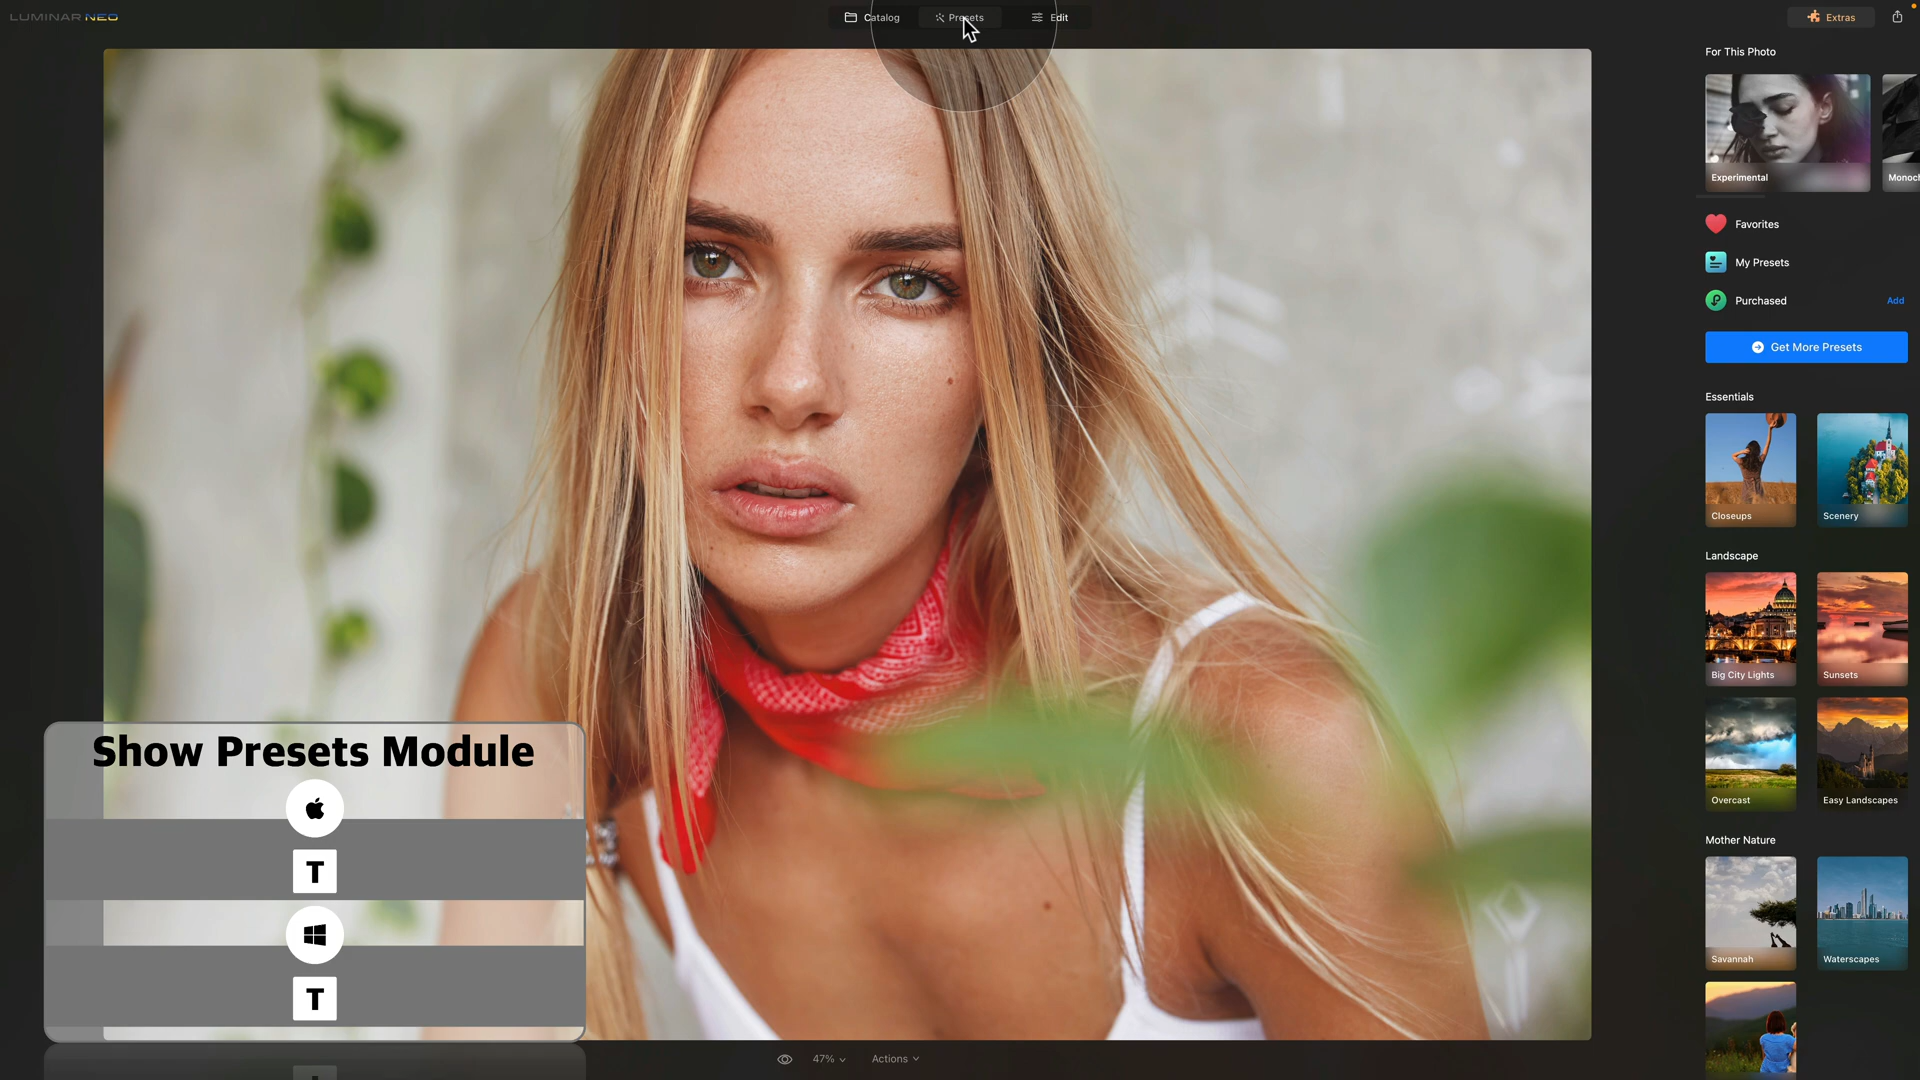 LUMINAR NEO
Catalog
Presets
Edit
Extras
For This Photo
Experimental
Monoch
Favorites
My Presets
Purchased
Add
Get More Presets
Essentials
Closeups
Scenery
Landscape
Big City Lights
Sunsets
Overcast
Easy Landscapes
Mother Nature
Savannah
Waterscapes
Show Presets Module
T
T
47%
Actions